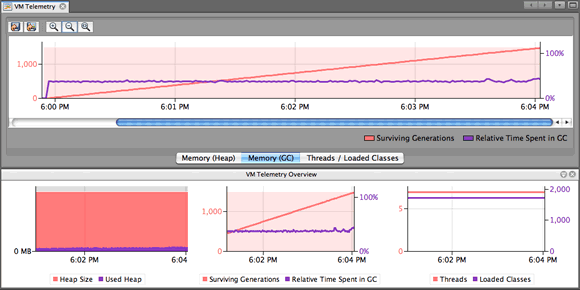 VM Telemetry
1,000
0
100%
0%
6:00 PM 6:01 PM 6:02 PM 6:03 PM 6:04 PM
Surviving Generations Relative Time Spent in GC
Memory (Heap) Memory (GC) Threads / Loaded Classes
VM Telemetry Overview
0 MB
6:02 PM 6:04
Heap Size Used Heap
1,000
0
100%
0%
6:02 PM 6:04 PM
Surviving Generations Relative Time Spent in GC
5
2,000
1,000
0
6:02 PM 6:04 PM
Threads Loaded Classes